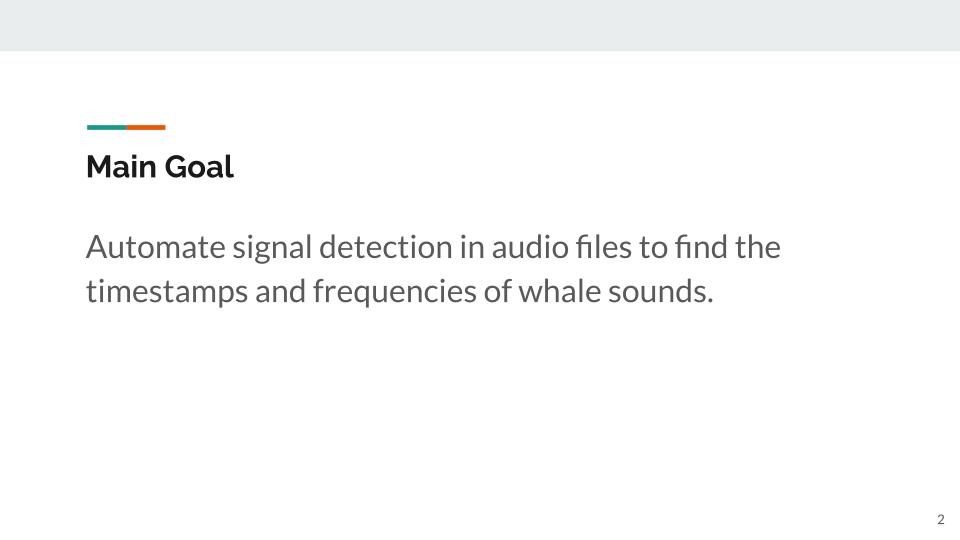 Main Goal
Automate signal detection in audio files to find the
timestamps and frequencies of whale sounds.
2